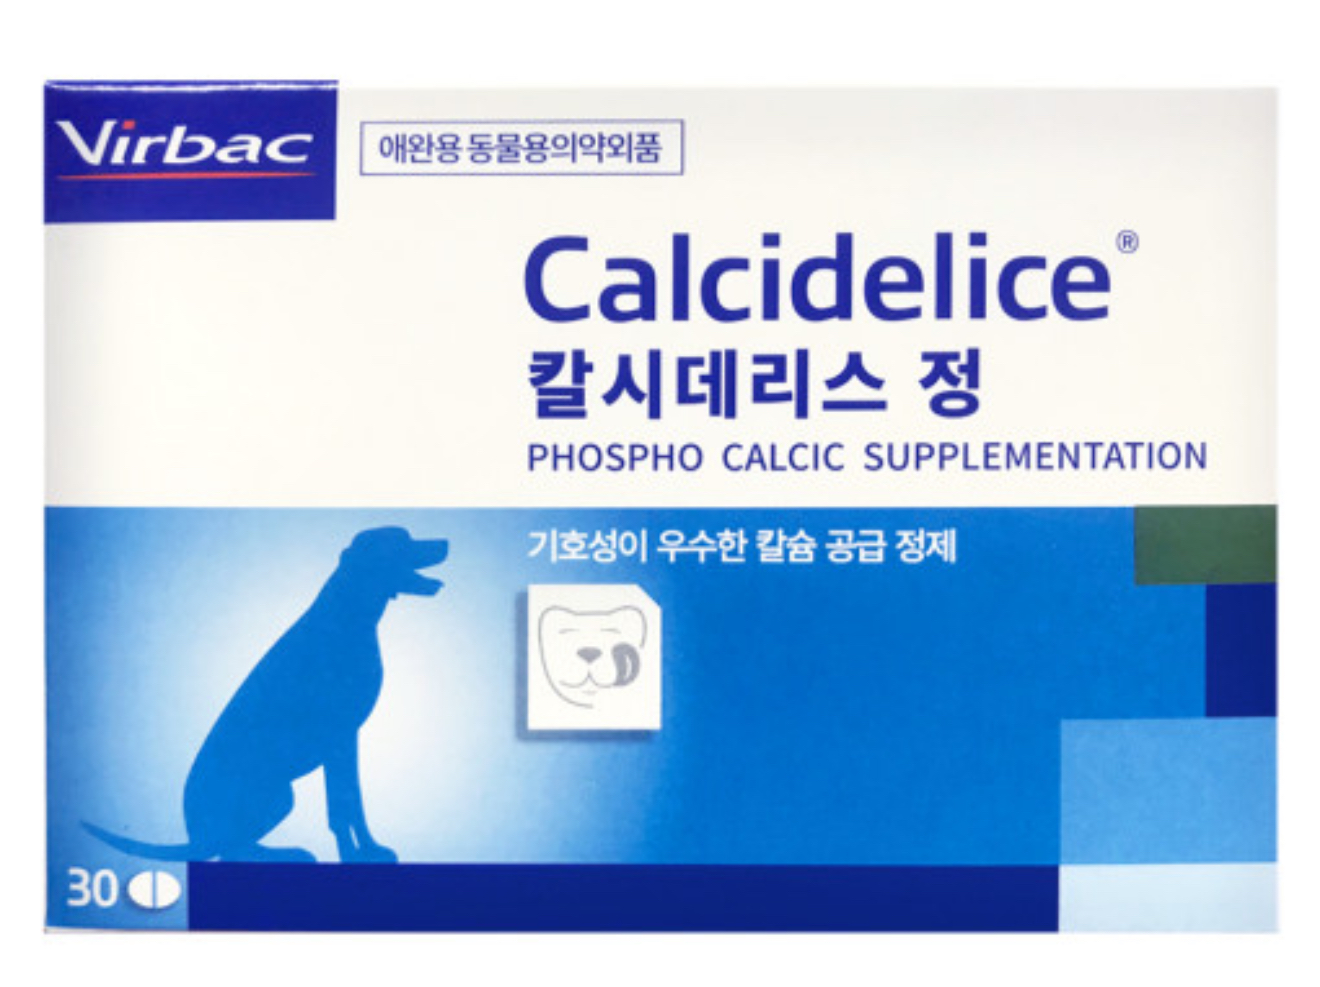 Virbac
애완용 동물용의약외품
Calcidelice®
칼시데리스 정
PHOSPHO CALCIC SUPPLEMENTATION
기호성이 우수한 칼슘 공급 정제
30